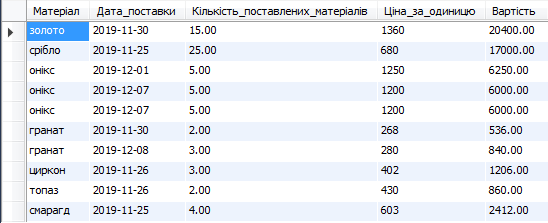 Матеріал Дата_поставки Кількість_поставлених_матеріалів Ціна_за_одиницю Вартість
золото 2019-11-30 15.00 1360 20400.00
срібло 2019-11-25 25.00 680 17000.00
онікс 2019-12-01 5.00 1250 6250.00
онікс 2019-12-07 5.00 1200 6000.00
онікс 2019-12-07 5.00 1200 6000.00
гранат 2019-11-30 2.00 268 536.00
гранат 2019-12-08 3.00 280 840.00
циркон 2019-11-26 3.00 402 1206.00
топаз 2019-11-26 2.00 430 860.00
смарагд 2019-11-25 4.00 603 2412.00